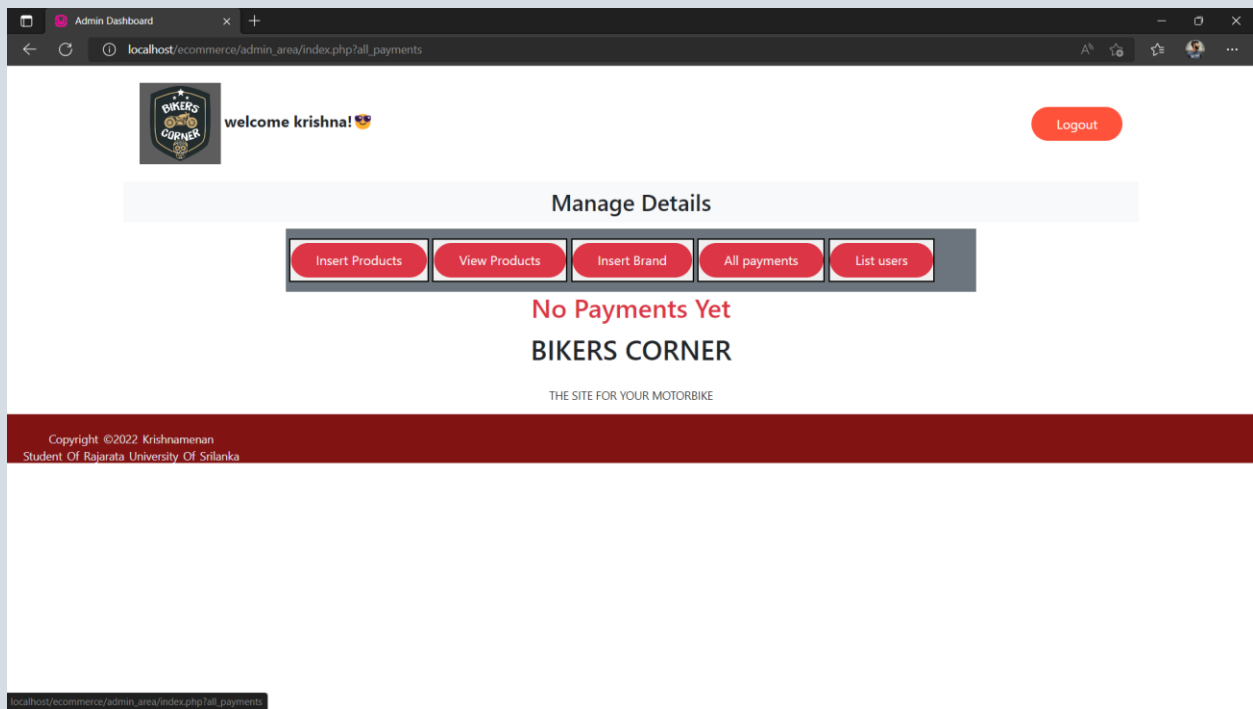 Admin Dashboard
localhost/ecommerce/admin_area/index.php?all_payments
BIKERS
CORNER
welcome krishna!😎
Logout
Manage Details
Insert Products
View Products
Insert Brand
All payments
List users
No Payments Yet
BIKERS CORNER
THE SITE FOR YOUR MOTORBIKE
Copyright ©2022 Krishnamenan
Student Of Rajarata University Of Srilanka
localhost/ecommerce/admin_area/index.php?all_payments